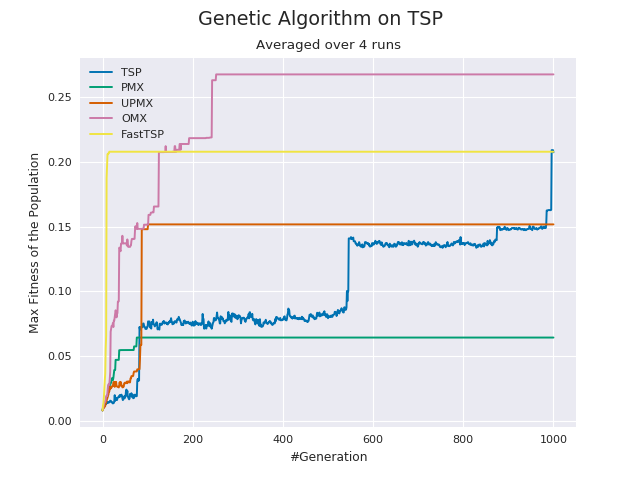 Genetic Algorithm on TSP
Averaged over 4 runs
TSP
PMX
UPMX
OMX
FastTSP
0.25
0.20
0.15
0.10
0.05
0.00
Max Fitness of the Population
0 200 400 600 800 1000
#Generation